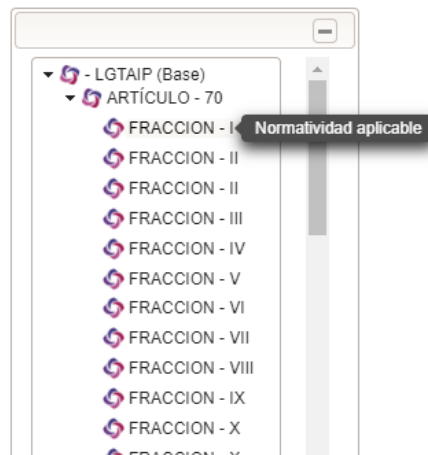 - LGTAIP (Base)
ARTÍCULO - 70
FRACCION - I
Normatividad aplicable
FRACCION - II
FRACCION - II
FRACCION - III
FRACCION - IV
FRACCION - V
FRACCION - VI
FRACCION - VII
FRACCION - VIII
FRACCION - IX
FRACCION - X